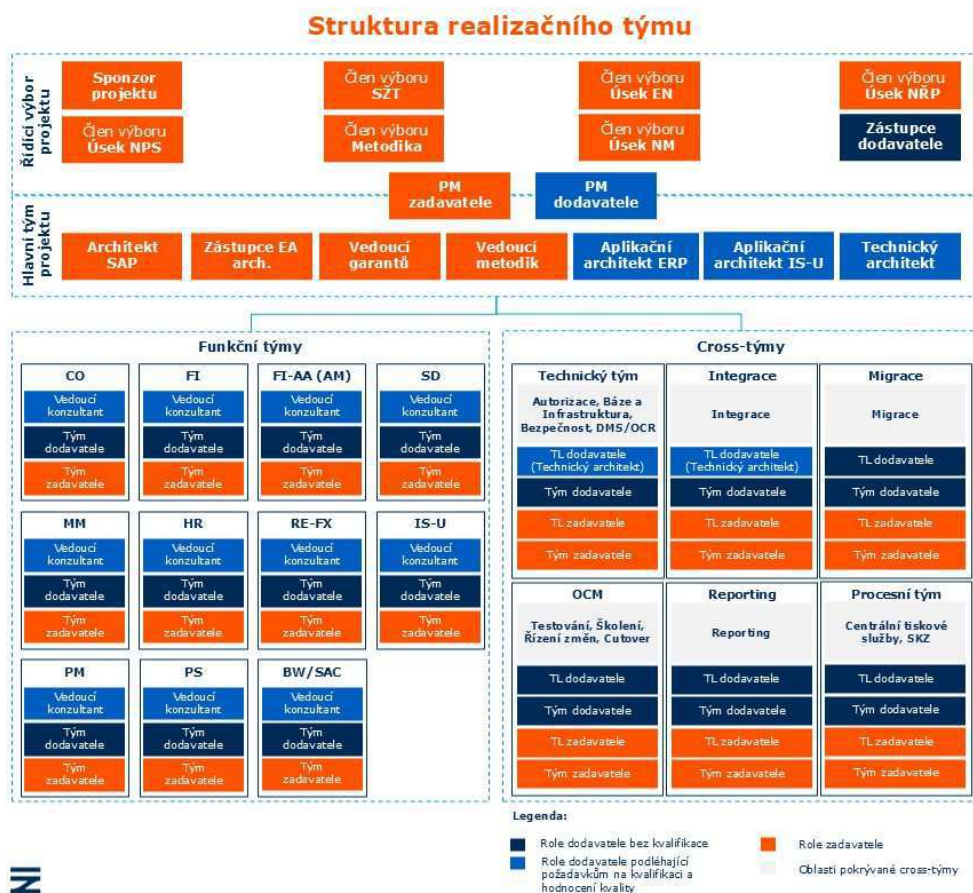 Struktura realizačního týmu
Řídící výbor
projektu
Sponzor
projektu
Člen výboru
SŽT
Člen výboru
Úsek EN
Člen výboru
Úsek NŘP
Člen výboru
Úsek NPS
Člen výboru
Metodika
Člen výboru
Úsek NM
Zástupce
dodavatele
PM
zadavatele
PM
dodavatele
Hlavní tým
projektu
Architekt
SAP
Zástupce EA
arch.
Vedoucí
garantů
Vedoucí
metodik
Aplikační
architekt ERP
Aplikační
architekt IS-U
Technický
architekt
Funkční týmy
CO
Vedoucí
konzultant
Tým
dodavatele
Tým
zadavatele
FI
Vedoucí
konzultant
Tým
dodavatele
Tým
zadavatele
FI-AA (AM)
Vedoucí
konzultant
Tým
dodavatele
Tým
zadavatele
SD
Vedoucí
konzultant
Tým
dodavatele
Tým
zadavatele
MM
Vedoucí
konzultant
Tým
dodavatele
Tým
zadavatele
HR
Vedoucí
konzultant
Tým
dodavatele
Tým
zadavatele
RE-FX
Vedoucí
konzultant
Tým
dodavatele
Tým
zadavatele
IS-U
Vedoucí
konzultant
Tým
dodavatele
Tým
zadavatele
PM
Vedoucí
konzultant
Tým
dodavatele
Tým
zadavatele
PS
Vedoucí
konzultant
Tým
dodavatele
Tým
zadavatele
BW/SAC
Vedoucí
konzultant
Tým
dodavatele
Tým
zadavatele
Cross-týmy
Technický tým
Autorizace, Báze a
Infrastruktura,
Bezpečnost, DMS/OCR
TL dodavatele
(Technický architekt)
Tým dodavatele
TL zadavatele
Tým zadavatele
Integrace
Integrace
TL dodavatele
(Technický architekt)
Tým dodavatele
TL zadavatele
Tým zadavatele
Migrace
Migrace
TL dodavatele
Tým dodavatele
TL zadavatele
Tým zadavatele
OCM
Testování, Školení,
Řízení změn, Cutover
TL dodavatele
Tým dodavatele
TL zadavatele
Tým zadavatele
Reporting
Reporting
TL dodavatele
Tým dodavatele
TL zadavatele
Tým zadavatele
Procesní tým
Centrální tiskové
služby, SKZ
TL dodavatele
Tým dodavatele
TL zadavatele
Tým zadavatele
Legenda:
Role dodavatele bez kvalifikace
Role dodavatele podléhající
požadavkům na kvalifikaci a
hodnocení kvality
Role zadavatele
Oblasti pokrývané cross-týmy